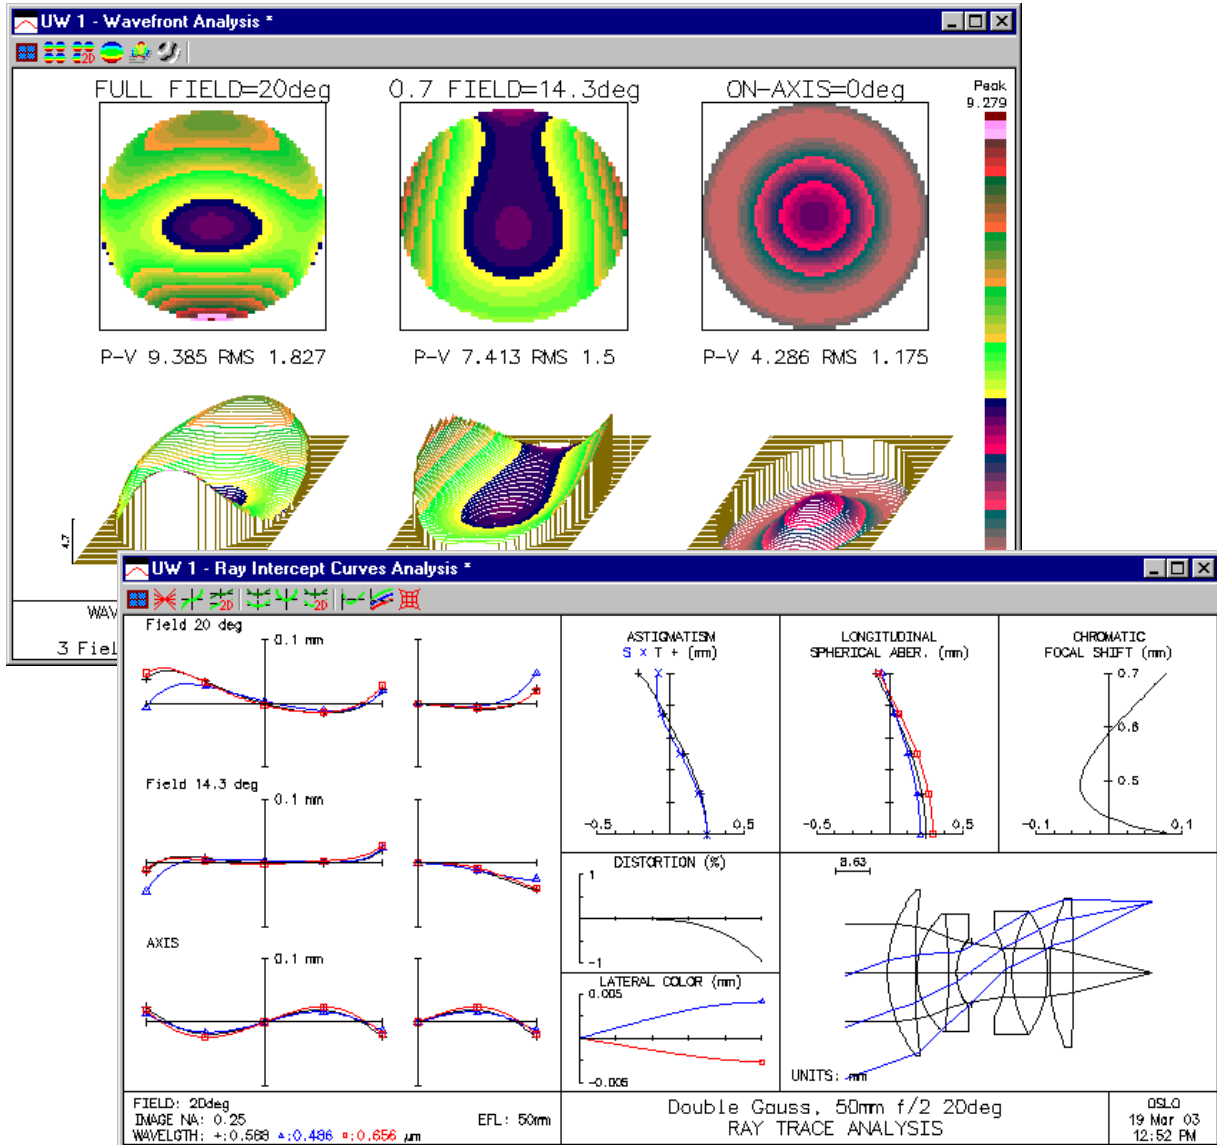 UW 1 - Wavefront Analysis *
2D
FULL FIELD=20deg
0.7 FIELD=14.3deg
ON-AXIS=0deg
Peak
9.279
P-V 9.385 RMS 1.827
P-V 7.413 RMS 1.5
P-V 4.286 RMS 1.175
4.7
WAV
3 Fiel
UW 1 - Ray Intercept Curves Analysis *
2D
2D
Field 20 deg
0.1 mm
Field 14.3 deg
0.1 mm
AXIS
0.1 mm
ASTIGMATISM
S × T + (mm)
-0.5
0.5
LONGITUDINAL
SPHERICAL ABER. (mm)
-0.5
0.5
CHROMATIC
FOCAL SHIFT (mm)
0.7
0.6
0.5
-0.1
0.1
DISTORTION (%)
1
-1
LATERAL COLOR (mm)
0.005
-0.005
8.63
UNITS: mm
FIELD: 20deg
IMAGE NA: 0.25
EFL: 50mm
WAVELGTH: +:0.588 ▵:0.486 ▫:0.656 µm
Double Gauss, 50mm f/2 20deg
RAY TRACE ANALYSIS
OSLO
19 Mar 03
12:52 PM